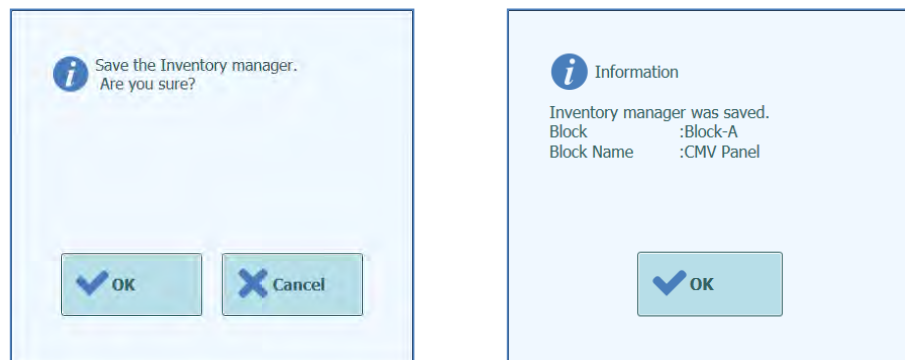 Save the Inventory manager.
Are you sure?
OK
Cancel
Information
Inventory manager was saved.
Block :Block-A
Block Name :CMV Panel
OK